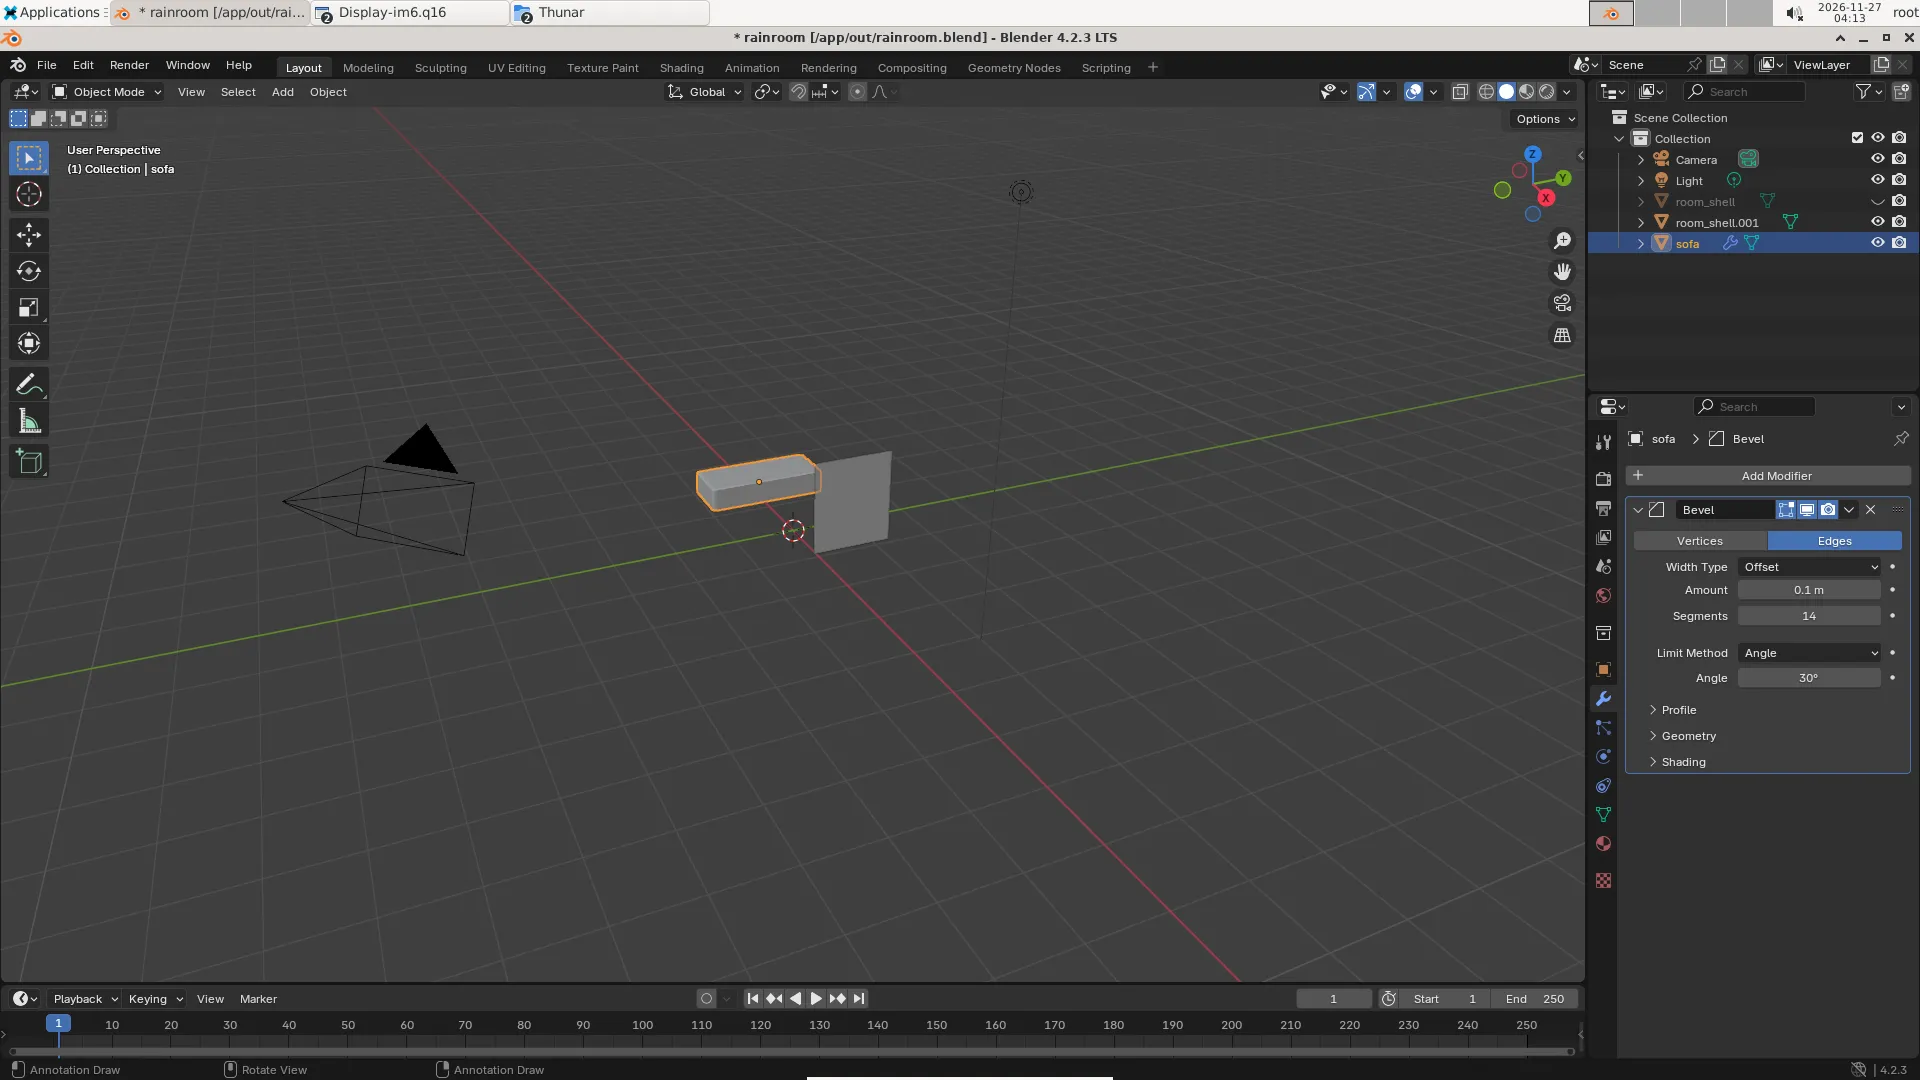 Applications
* rainroom [/app/out/rai...
2
Display-im6.q16
2
Thunar
2026-11-27
04:13
root
* rainroom [/app/out/rainroom.blend] - Blender 4.2.3 LTS
File
Edit
Render
Window
Help
Layout
Modeling
Sculpting
UV Editing
Texture Paint
Shading
Animation
Rendering
Compositing
Geometry Nodes
Scripting
Scene
ViewLayer
Object Mode
View
Select
Add
Object
Global
Search
Options
User Perspective
(1) Collection | sofa
Z
Y
X
Scene Collection
Collection
Camera
Light
room_shell
room_shell.001
sofa
Search
sofa
Bevel
Add Modifier
Bevel
Vertices
Edges
Width Type
Offset
Amount
0.1 m
Segments
14
Limit Method
Angle
Angle
30°
Profile
Geometry
Shading
Playback
Keying
View
Marker
1
Start
1
End
250
1
10
20
30
40
50
60
70
80
90
100
110
120
130
140
150
160
170
180
190
200
210
220
230
240
250
Annotation Draw
Rotate View
Annotation Draw
4.2.3